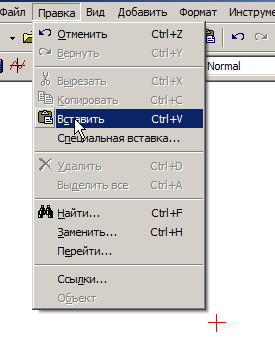 Файл Правка Вид Добавить Формат Инструме
Отменить Ctrl+Z
Вернуть Ctrl+Y
Normal
Вырезать Ctrl+X
Копировать Ctrl+C
Вставить Ctrl+V
Специальная вставка...
Удалить Ctrl+D
Выделить все Ctrl+A
Найти... Ctrl+F
Заменить... Ctrl+H
Перейти...
Ссылки...
Объект